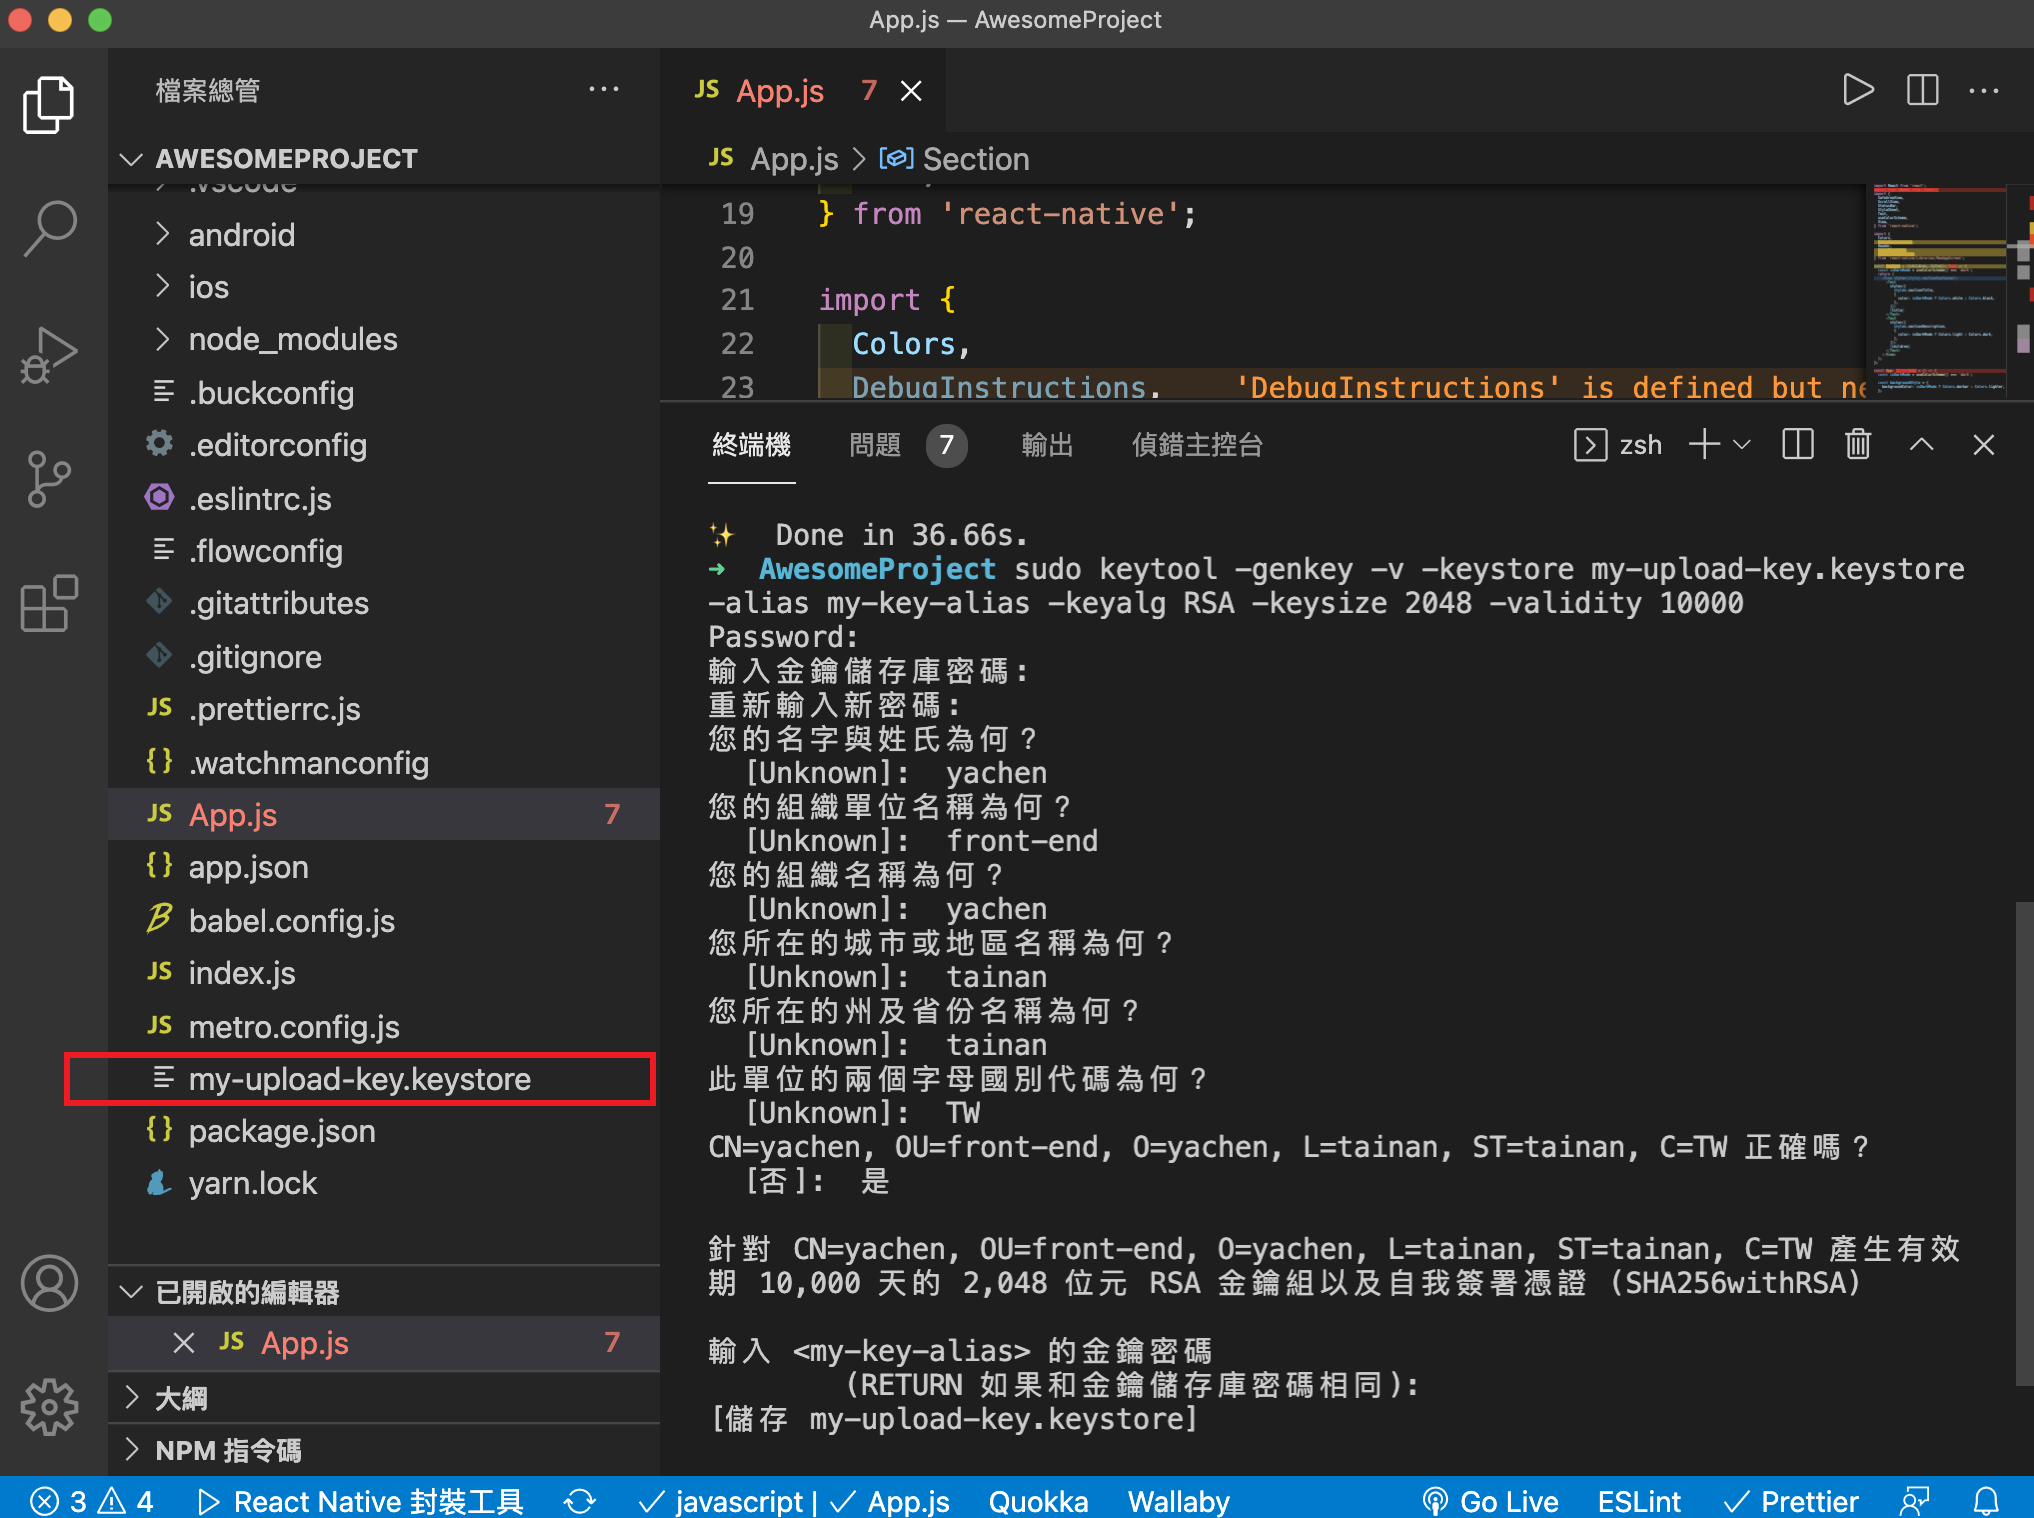 App.js — AwesomeProject
檔案總管
AWESOMEPROJECT
.vscode
android
ios
node_modules
.buckconfig
.editorconfig
.eslintrc.js
.flowconfig
.gitattributes
.gitignore
JS .prettierrc.js
{} .watchmanconfig
JS App.js 7
{} app.json
babel.config.js
JS index.js
JS metro.config.js
my-upload-key.keystore
{} package.json
yarn.lock
已開啟的編輯器
JS App.js 7
大綱
NPM 指令碼
JS App.js 7
JS App.js > Section
19 } from 'react-native';
20
21 import {
22 Colors,
23 DebugInstructions, 'DebugInstructions' is defined but ne
終端機 問題 7 輸出 偵錯主控台 zsh
✨ Done in 36.66s.
➜ AwesomeProject sudo keytool -genkey -v -keystore my-upload-key.keystore
-alias my-key-alias -keyalg RSA -keysize 2048 -validity 10000
Password:
輸入金鑰儲存庫密碼:
重新輸入新密碼:
您的名字與姓氏為何？
[Unknown]: yachen
您的組織單位名稱為何？
[Unknown]: front-end
您的組織名稱為何？
[Unknown]: yachen
您所在的城市或地區名稱為何？
[Unknown]: tainan
您所在的州及省份名稱為何？
[Unknown]: tainan
此單位的兩個字母國別代碼為何？
[Unknown]: TW
CN=yachen, OU=front-end, O=yachen, L=tainan, ST=tainan, C=TW 正確嗎？
[否]: 是
針對 CN=yachen, OU=front-end, O=yachen, L=tainan, ST=tainan, C=TW 產生有效
期 10,000 天的 2,048 位元 RSA 金鑰組以及自我簽署憑證 (SHA256withRSA)
輸入 <my-key-alias> 的金鑰密碼
(RETURN 如果和金鑰儲存庫密碼相同):
[儲存 my-upload-key.keystore]
3 4 React Native 封裝工具 javascript | App.js Quokka Wallaby Go Live ESLint Prettier